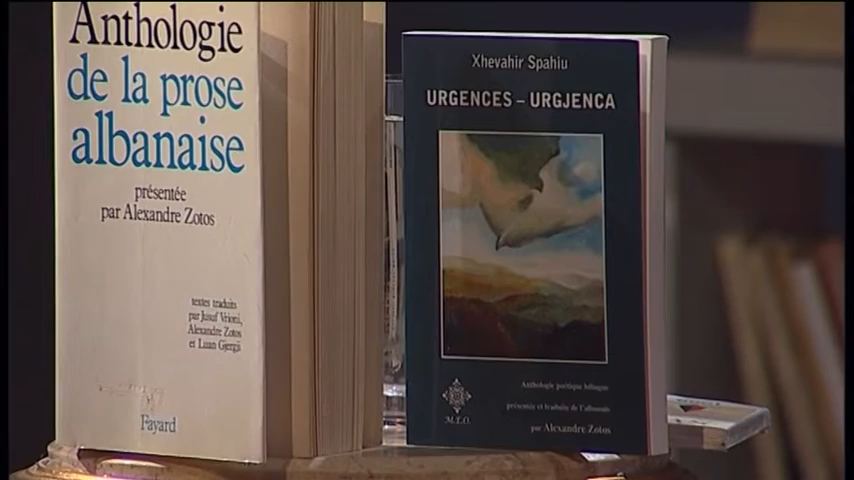 Anthologie
de la prose
albanaise
présentée
par Alexandre Zotos
textes traduits
par Jusuf Vrioni,
Alexandre Zotos
et Luan Gjergji
Fayard
Xhevahir Spahiu
URGENCES – URGJENCA
Anthologie poétique bilingue
présentée et traduite de l'albanais
par Alexandre Zotos
M.E.O.